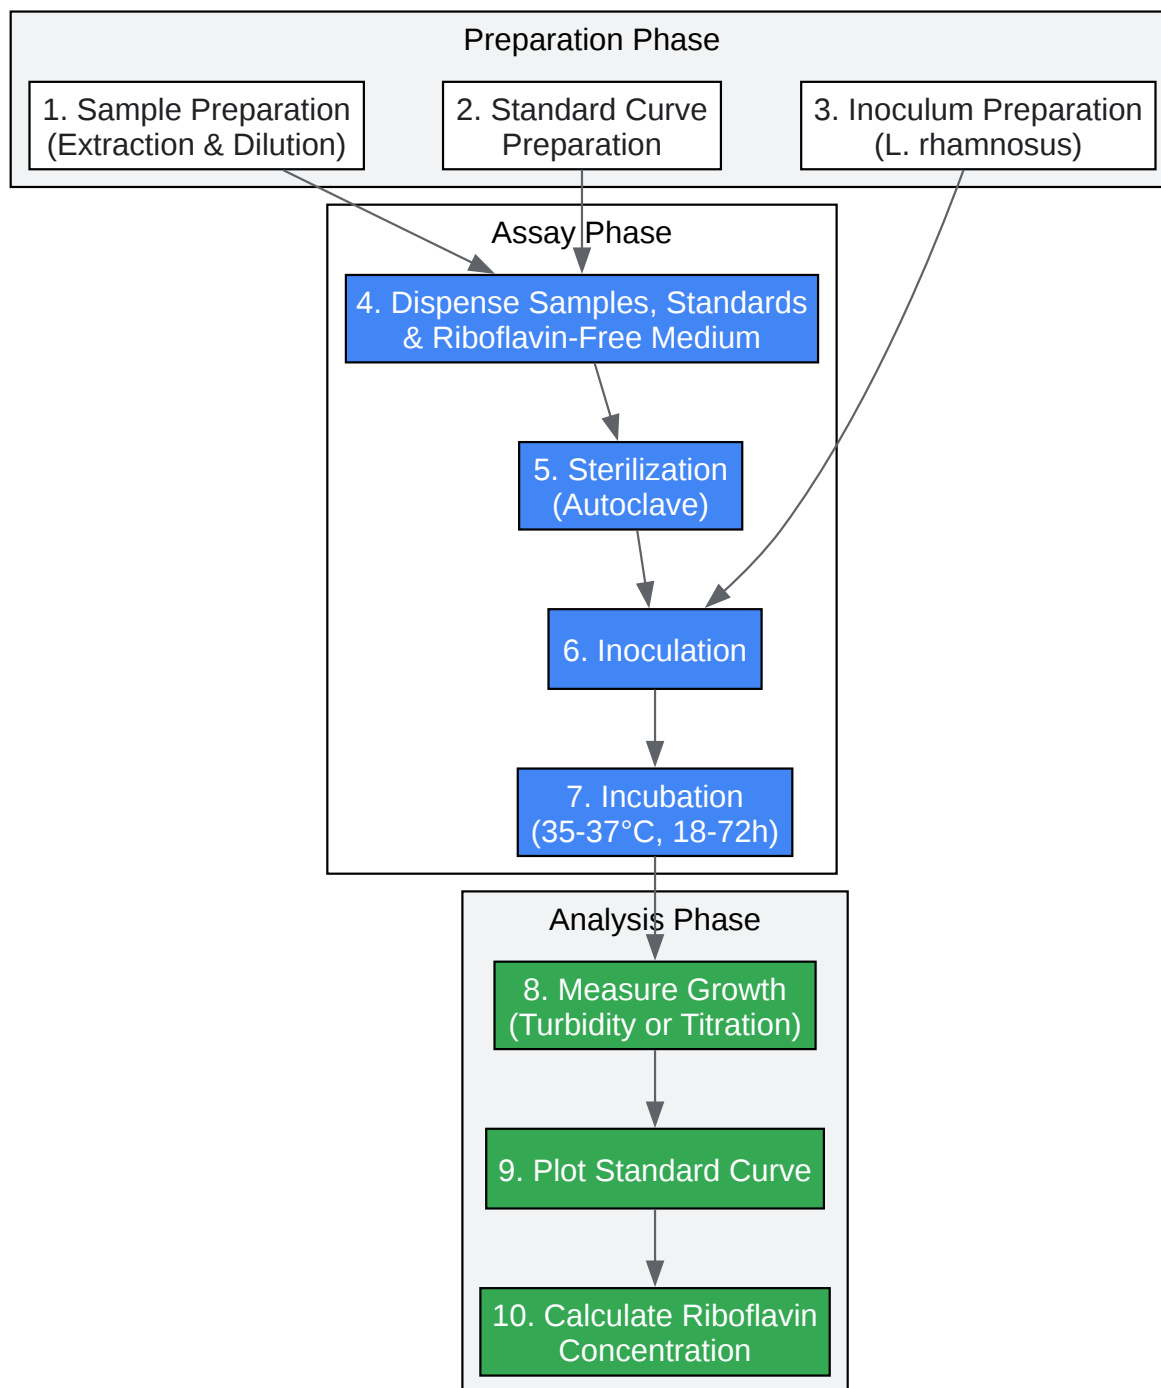 Preparation Phase
1. Sample Preparation
(Extraction & Dilution)
2. Standard Curve
Preparation
3. Inoculum Preparation
(L. rhamnosus)
Assay Phase
4. Dispense Samples, Standards
& Riboflavin-Free Medium
5. Sterilization
(Autoclave)
6. Inoculation
7. Incubation
(35-37°C, 18-72h)
Analysis Phase
8. Measure Growth
(Turbidity or Titration)
9. Plot Standard Curve
10. Calculate Riboflavin
Concentration